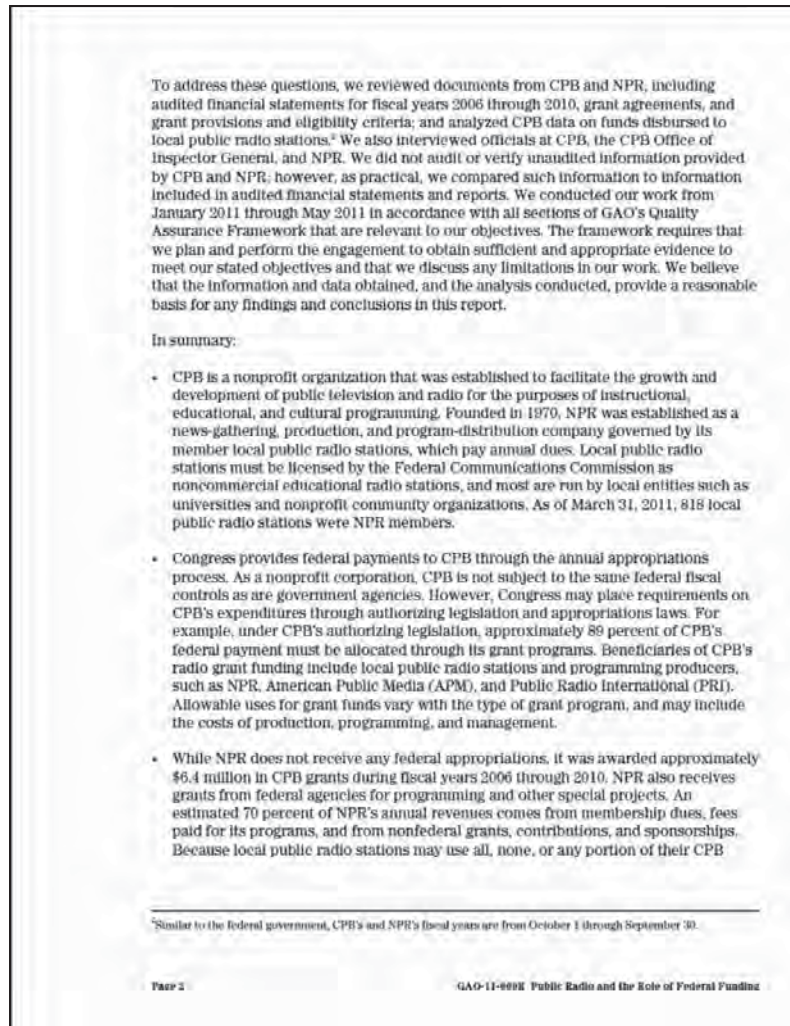 To address these questions, we reviewed documents from CPB and NPR, including
audited financial statements for fiscal years 2006 through 2010, grant agreements, and
grant provisions and eligibility criteria; and analyzed CPB data on funds disbursed to
local public radio stations.² We also interviewed officials at CPB, the CPB Office of
Inspector General, and NPR. We did not audit or verify unaudited information provided
by CPB and NPR; however, as practical, we compared such information to information
included in audited financial statements and reports. We conducted our work from
January 2011 through May 2011 in accordance with all sections of GAO's Quality
Assurance Framework that are relevant to our objectives. The framework requires that
we plan and perform the engagement to obtain sufficient and appropriate evidence to
meet our stated objectives and that we discuss any limitations in our work. We believe
that the information and data obtained, and the analysis conducted, provide a reasonable
basis for any findings and conclusions in this report.
In summary:
• CPB is a nonprofit organization that was established to facilitate the growth and
development of public television and radio for the purposes of instructional,
educational, and cultural programming. Founded in 1970, NPR was established as a
news-gathering, production, and program-distribution company governed by its
member local public radio stations, which pay annual dues. Local public radio
stations must be licensed by the Federal Communications Commission as
noncommercial educational radio stations, and most are run by local entities such as
universities and nonprofit community organizations. As of March 31, 2011, 818 local
public radio stations were NPR members.
• Congress provides federal payments to CPB through the annual appropriations
process. As a nonprofit corporation, CPB is not subject to the same federal fiscal
controls as are government agencies. However, Congress may place requirements on
CPB's expenditures through authorizing legislation and appropriations laws. For
example, under CPB's authorizing legislation, approximately 89 percent of CPB's
federal payment must be allocated through its grant programs. Beneficiaries of CPB's
radio grant funding include local public radio stations and programming producers,
such as NPR, American Public Media (APM), and Public Radio International (PRI).
Allowable uses for grant funds vary with the type of grant program, and may include
the costs of production, programming, and management.
• While NPR does not receive any federal appropriations, it was awarded approximately
$6.4 million in CPB grants during fiscal years 2006 through 2010. NPR also receives
grants from federal agencies for programming and other special projects. An
estimated 70 percent of NPR's annual revenues comes from membership dues, fees
paid for its programs, and from nonfederal grants, contributions, and sponsorships.
Because local public radio stations may use all, none, or any portion of their CPB
²Similar to the federal government, CPB's and NPR's fiscal years are from October 1 through September 30.
Page 2
Public Radio and the Role of Federal Funding